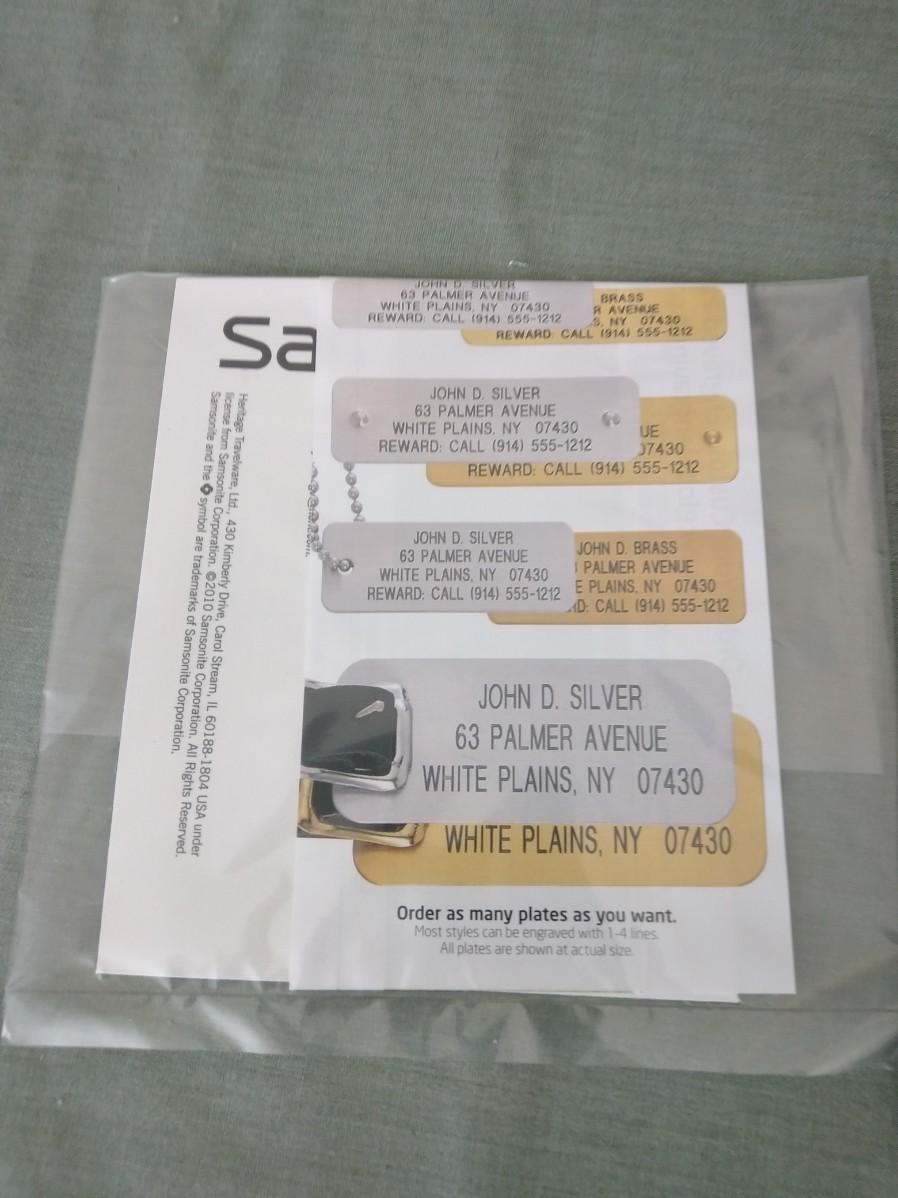 Sa
Heritage Travelware, Ltd., 430 Kimberly Drive, Carol Stream, IL 60188-1804 USA under
license from Samsonite Corporation. ©2010 Samsonite Corporation. All Rights Reserved.
Samsonite and the symbol are trademarks of Samsonite Corporation.
JOHN D. SILVER
63 PALMER AVENUE
WHITE PLAINS, NY 07430
REWARD: CALL (914) 555-1212
BRASS
R AVENUE
S, NY 07430
REWARD: CALL (914) 555-1212
JOHN D. SILVER
63 PALMER AVENUE
WHITE PLAINS, NY 07430
REWARD: CALL (914) 555-1212
UE
07430
REWARD: CALL (914) 555-1212
JOHN D. SILVER
63 PALMER AVENUE
WHITE PLAINS, NY 07430
REWARD: CALL (914) 555-1212
JOHN D. BRASS
PALMER AVENUE
E PLAINS, NY 07430
D: CALL (914) 555-1212
JOHN D. SILVER
63 PALMER AVENUE
WHITE PLAINS, NY 07430
WHITE PLAINS, NY 07430
Order as many plates as you want.
Most styles can be engraved with 1-4 lines.
All plates are shown at actual size.